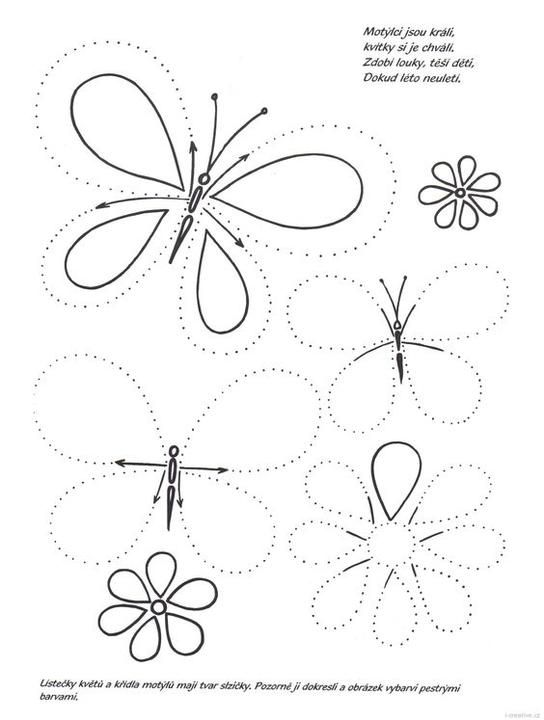 Motýlci jsou králi,
kvítky si je chválí.
Zdobí louky, těší děti,
Dokud léto neuletí.
Lístečky květů a křídla motýlů mají tvar slzičky. Pozorně ji dokresli a obrázek vybarvi pestrými
barvami.
i-creative.cz